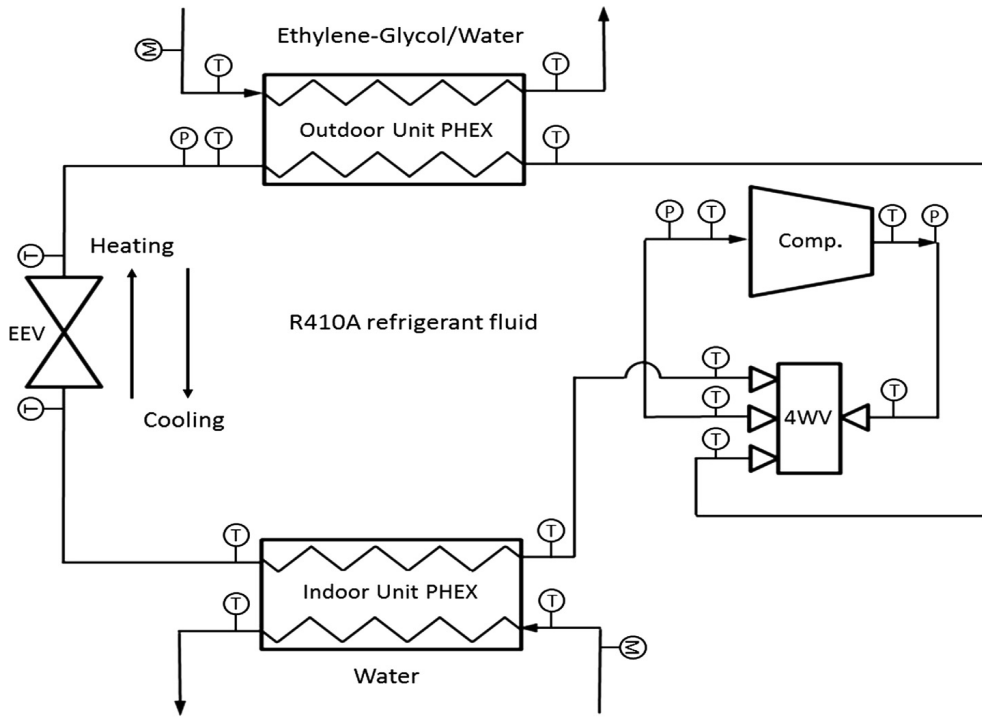 Ethylene-Glycol/Water
M
T
T
Outdoor Unit PHEX
P
T
T
P
T
Comp.
T
P
T
Heating
EEV
R410A refrigerant fluid
T
Cooling
T
T
4WV
T
T
T
T
Indoor Unit PHEX
T
T
M
Water